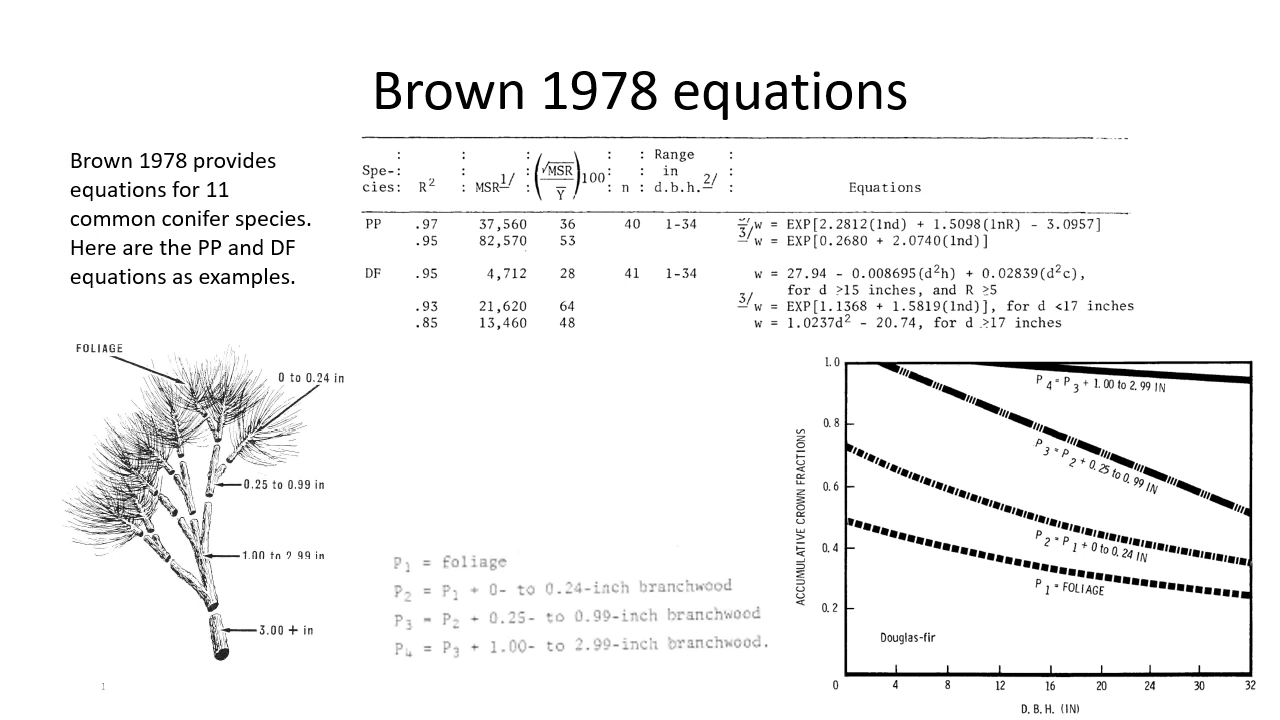 Brown 1978 equations
Brown 1978 provides
equations for 11
common conifer species.
Here are the PP and DF
equations as examples.
Spe-: : : : : Range :
cies: R² : MSR1/ : (√MSR/Y̅)100: n : in d.b.h.2/ : Equations
PP .97 37,560 36 40 1-34 3/w = EXP[2.2812(lnd) + 1.5098(lnR) - 3.0957]
.95 82,570 53 3/w = EXP[0.2680 + 2.0740(lnd)]
DF .95 4,712 28 41 1-34 w = 27.94 - 0.008695(d²h) + 0.02839(d²c),
for d ≥15 inches, and R ≥5
.93 21,620 64 3/w = EXP[1.1368 + 1.5819(lnd)], for d <17 inches
.85 13,460 48 w = 1.0237d² - 20.74, for d ≥17 inches
FOLIAGE
0 to 0.24 in
0.25 to 0.99 in
1.00 to 2.99 in
3.00 + in
P₁ = foliage
P₂ = P₁ + 0- to 0.24-inch branchwood
P₃ = P₂ + 0.25- to 0.99-inch branchwood
P₄ = P₃ + 1.00- to 2.99-inch branchwood.
ACCUMULATIVE CROWN FRACTIONS
1.0
0.8
0.6
0.4
0.2
P₄ = P₃ + 1.00 to 2.99 IN
P₃ = P₂ + 0.25 to 0.99 IN
P₂ = P₁ + 0 to 0.24 IN
P₁ = FOLIAGE
Douglas-fir
0 4 8 12 16 20 24 30 32
D.B.H. (IN)
1